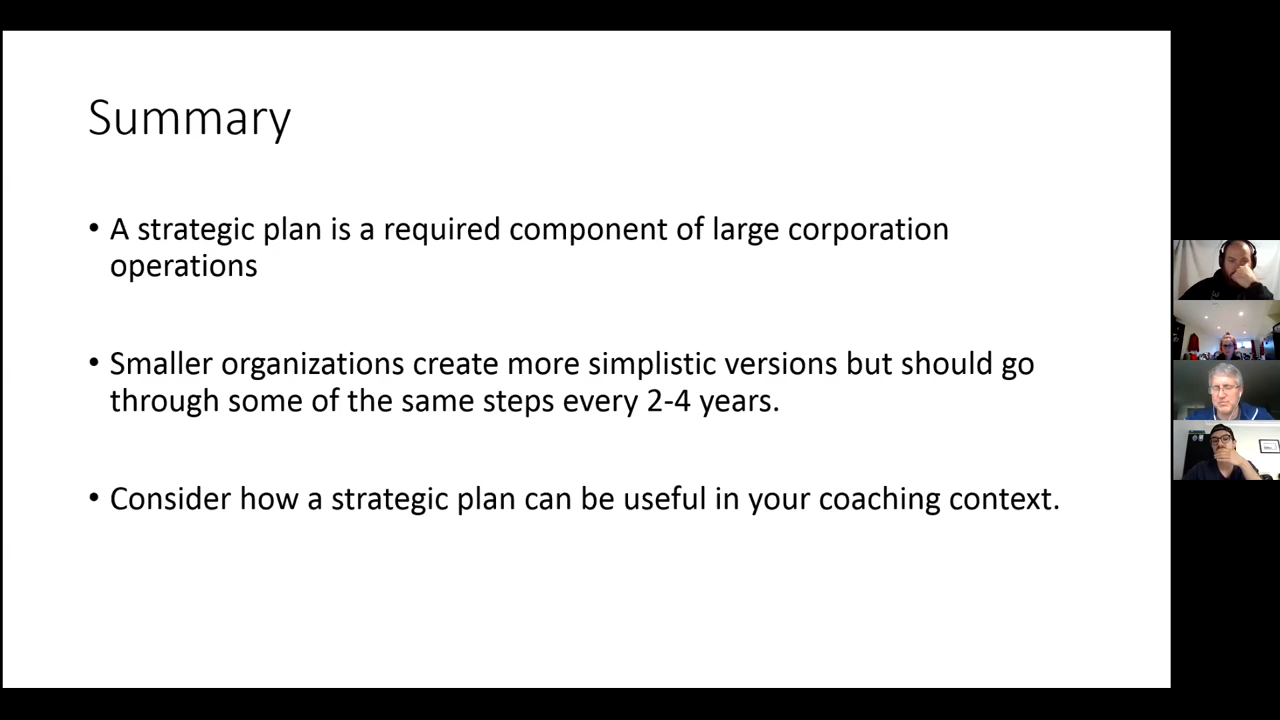 Summary
• A strategic plan is a required component of large corporation
operations
• Smaller organizations create more simplistic versions but should go
through some of the same steps every 2-4 years.
• Consider how a strategic plan can be useful in your coaching context.